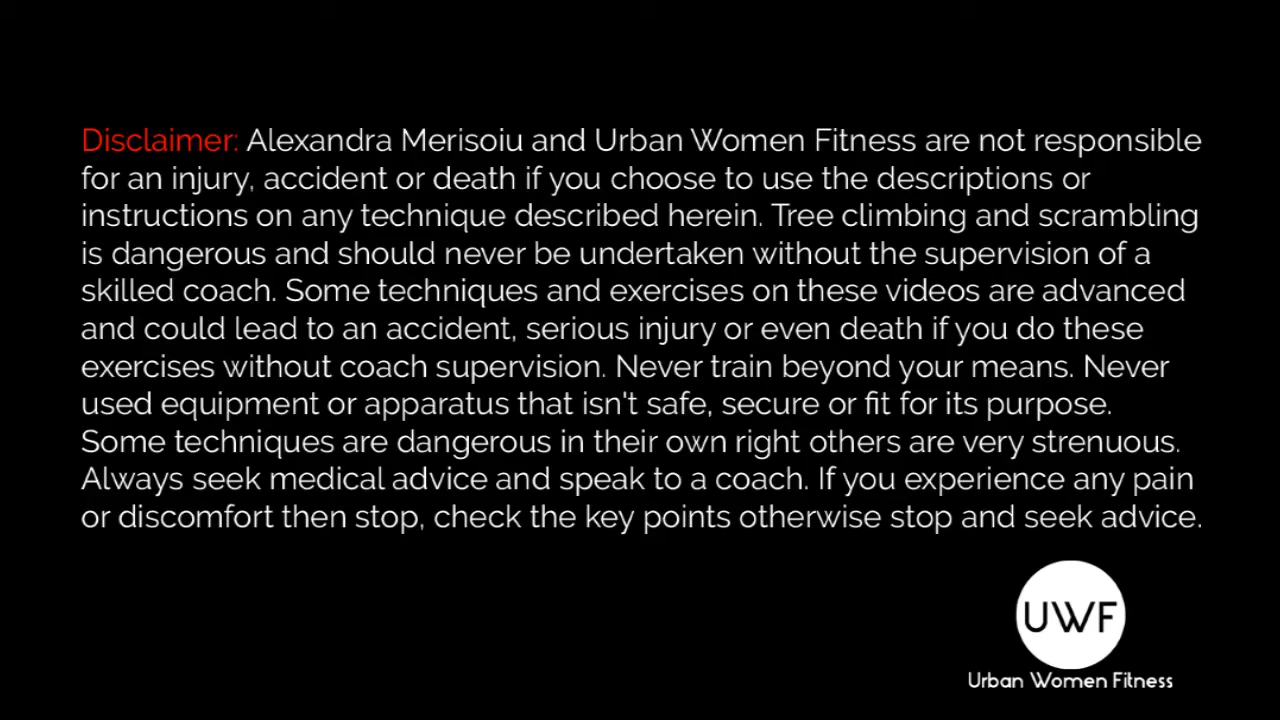 Disclaimer: Alexandra Merisoiu and Urban Women Fitness are not responsible
for an injury, accident or death if you choose to use the descriptions or
instructions on any technique described herein. Tree climbing and scrambling
is dangerous and should never be undertaken without the supervision of a
skilled coach. Some techniques and exercises on these videos are advanced
and could lead to an accident, serious injury or even death if you do these
exercises without coach supervision. Never train beyond your means. Never
used equipment or apparatus that isn't safe, secure or fit for its purpose.
Some techniques are dangerous in their own right others are very strenuous.
Always seek medical advice and speak to a coach. If you experience any pain
or discomfort then stop, check the key points otherwise stop and seek advice.
UWF
Urban Women Fitness